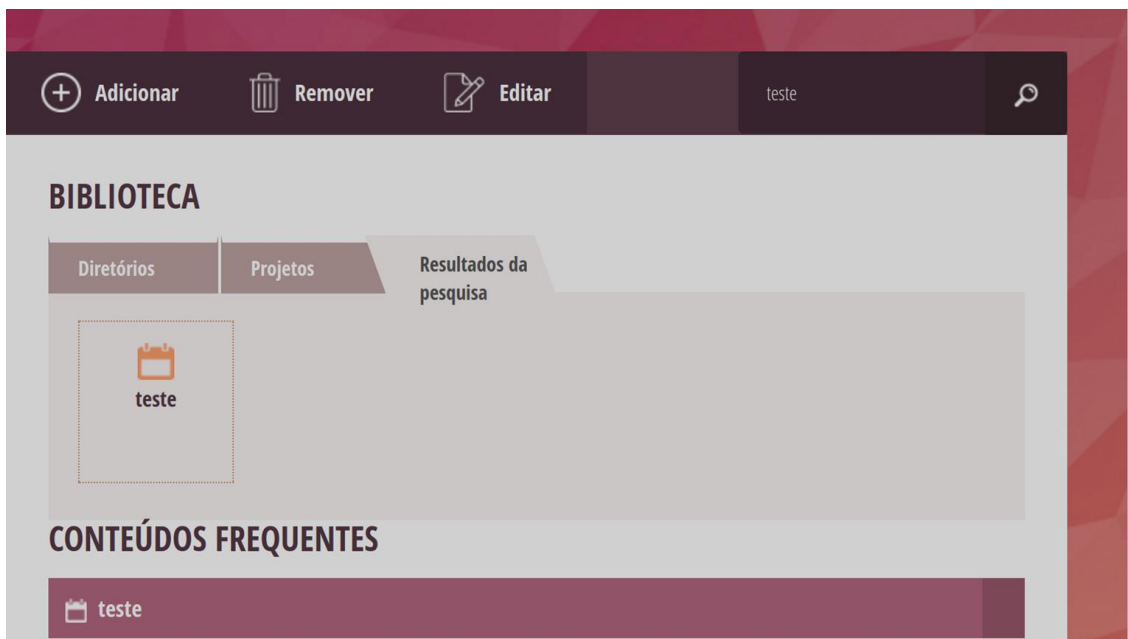 Adicionar
Remover
Editar
teste
BIBLIOTECA
Diretórios
Projetos
Resultados da
pesquisa
teste
CONTEÚDOS FREQUENTES
teste